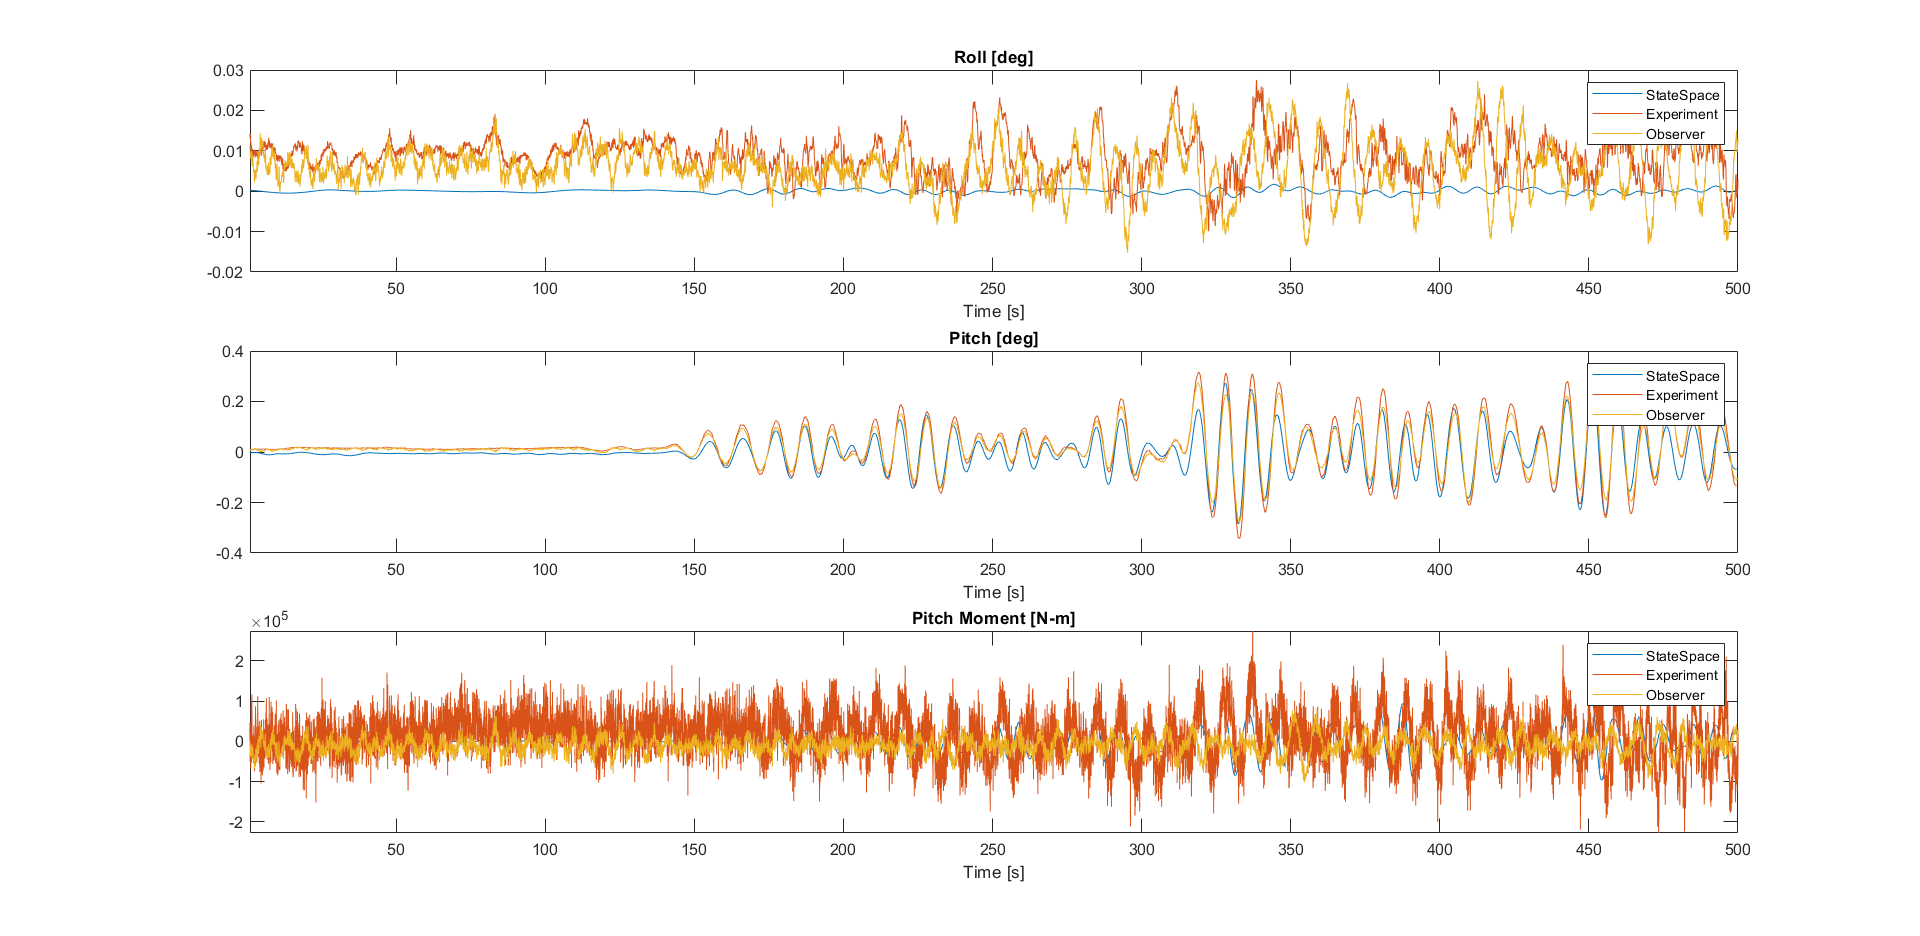 Roll [deg]
0.03
0.02
0.01
0
-0.01
-0.02
StateSpace
Experiment
Observer
50 100 150 200 250 300 350 400 450 500
Time [s]
Pitch [deg]
0.4
0.2
0
-0.2
-0.4
StateSpace
Experiment
Observer
50 100 150 200 250 300 350 400 450 500
Time [s]
Pitch Moment [N-m]
×10⁵
2
1
0
-1
-2
StateSpace
Experiment
Observer
50 100 150 200 250 300 350 400 450 500
Time [s]